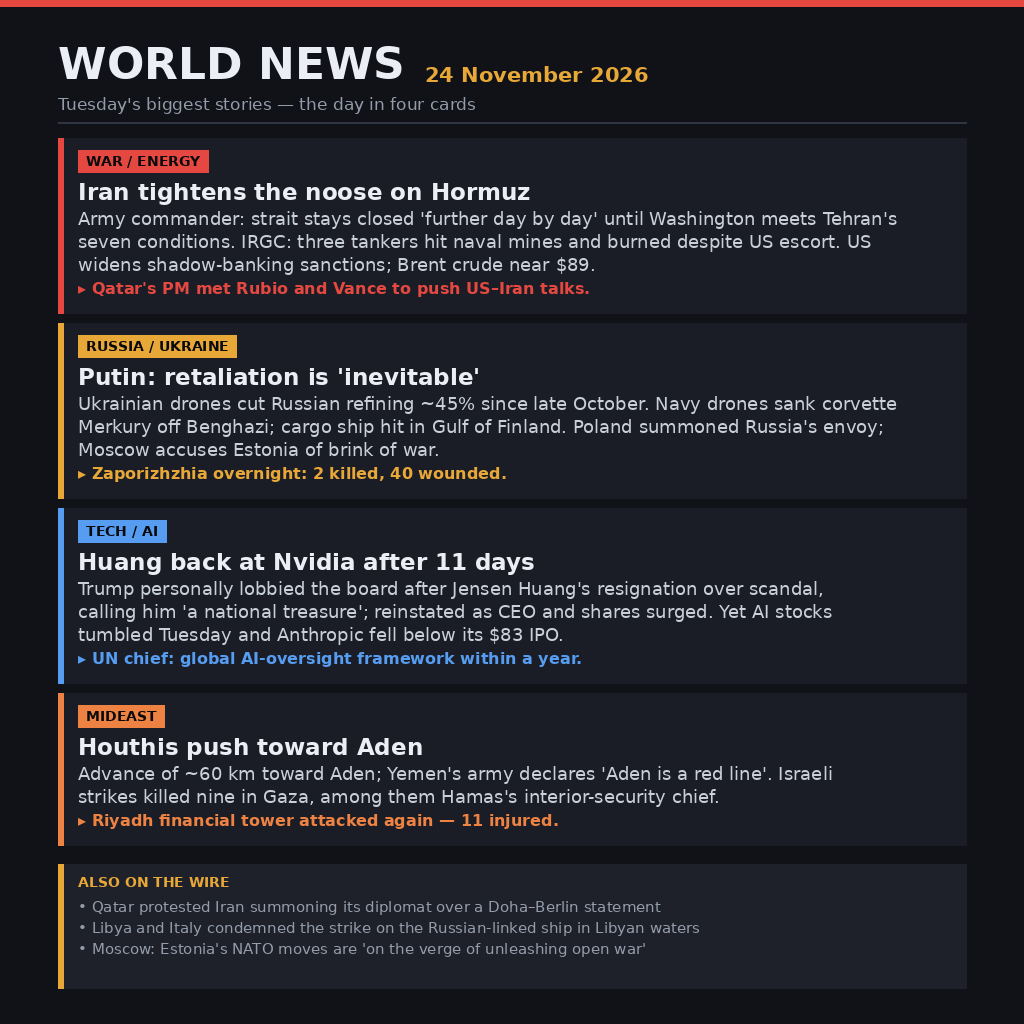 WORLD NEWS 24 November 2026
Tuesday's biggest stories — the day in four cards
WAR / ENERGY
Iran tightens the noose on Hormuz
Army commander: strait stays closed 'further day by day' until Washington meets Tehran's
seven conditions. IRGC: three tankers hit naval mines and burned despite US escort. US
widens shadow-banking sanctions; Brent crude near $89.
▸ Qatar's PM met Rubio and Vance to push US–Iran talks.
RUSSIA / UKRAINE
Putin: retaliation is 'inevitable'
Ukrainian drones cut Russian refining ~45% since late October. Navy drones sank corvette
Merkury off Benghazi; cargo ship hit in Gulf of Finland. Poland summoned Russia's envoy;
Moscow accuses Estonia of brink of war.
▸ Zaporizhzhia overnight: 2 killed, 40 wounded.
TECH / AI
Huang back at Nvidia after 11 days
Trump personally lobbied the board after Jensen Huang's resignation over scandal,
calling him 'a national treasure'; reinstated as CEO and shares surged. Yet AI stocks
tumbled Tuesday and Anthropic fell below its $83 IPO.
▸ UN chief: global AI-oversight framework within a year.
MIDEAST
Houthis push toward Aden
Advance of ~60 km toward Aden; Yemen's army declares 'Aden is a red line'. Israeli
strikes killed nine in Gaza, among them Hamas's interior-security chief.
▸ Riyadh financial tower attacked again — 11 injured.
ALSO ON THE WIRE
• Qatar protested Iran summoning its diplomat over a Doha–Berlin statement
• Libya and Italy condemned the strike on the Russian-linked ship in Libyan waters
• Moscow: Estonia's NATO moves are 'on the verge of unleashing open war'